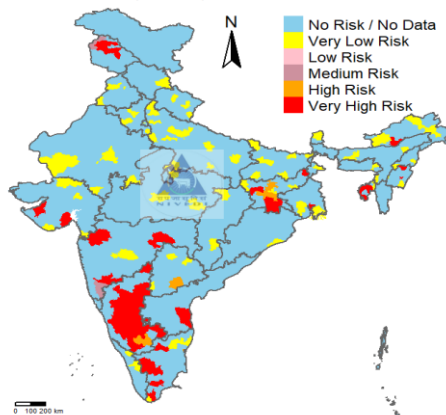 N
No Risk / No Data
Very Low Risk
Low Risk
Medium Risk
High Risk
Very High Risk
0 100 200 km